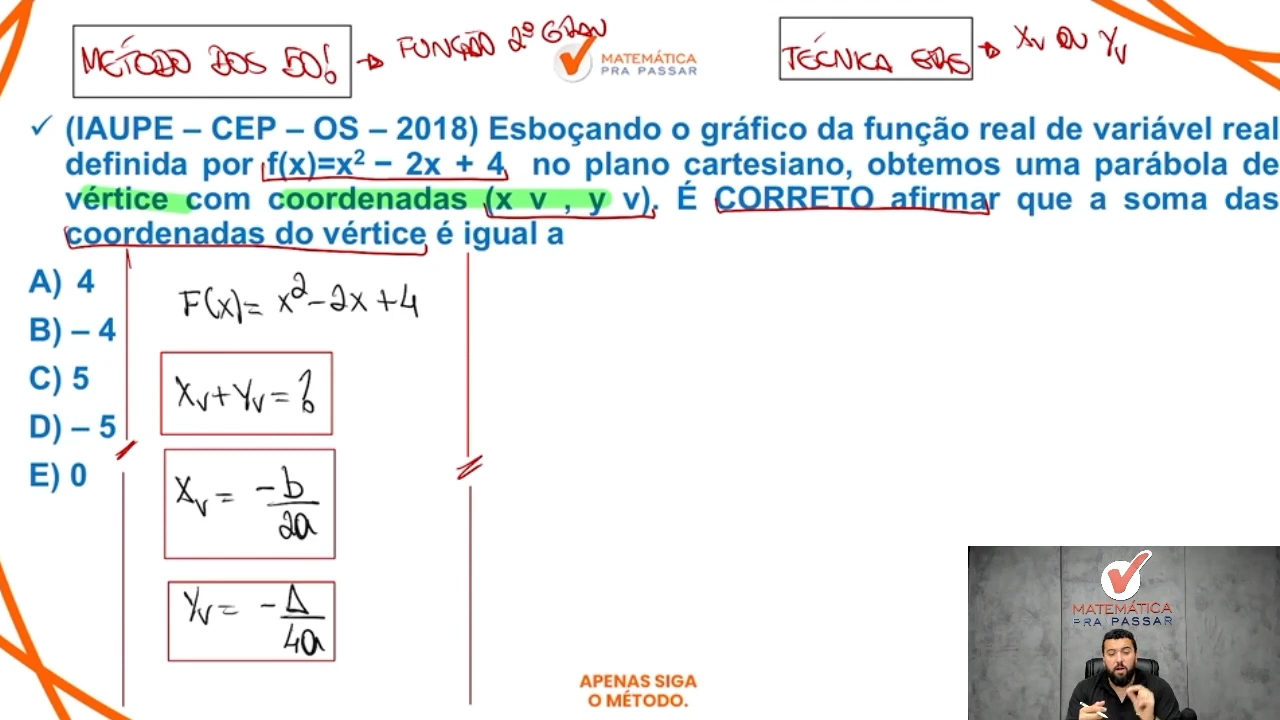 MÉTODO DOS 50!
FUNÇÃO 2º GRAU
MATEMÁTICA
PRA PASSAR
TÉCNICA
XV OU YV
✓ (IAUPE – CEP – OS – 2018) Esboçando o gráfico da função real de variável real
definida por f(x)=x² − 2x + 4 no plano cartesiano, obtemos uma parábola de
vértice com coordenadas (x v , y v). É CORRETO afirmar que a soma das
coordenadas do vértice é igual a
A) 4
B) – 4
C) 5
D) – 5
E) 0
F(x)= x²-2x+4
XV+YV=?
XV = -b/2a
YV = -Δ/4a
MATEMÁTICA
PRA PASSAR
APENAS SIGA
O MÉTODO.